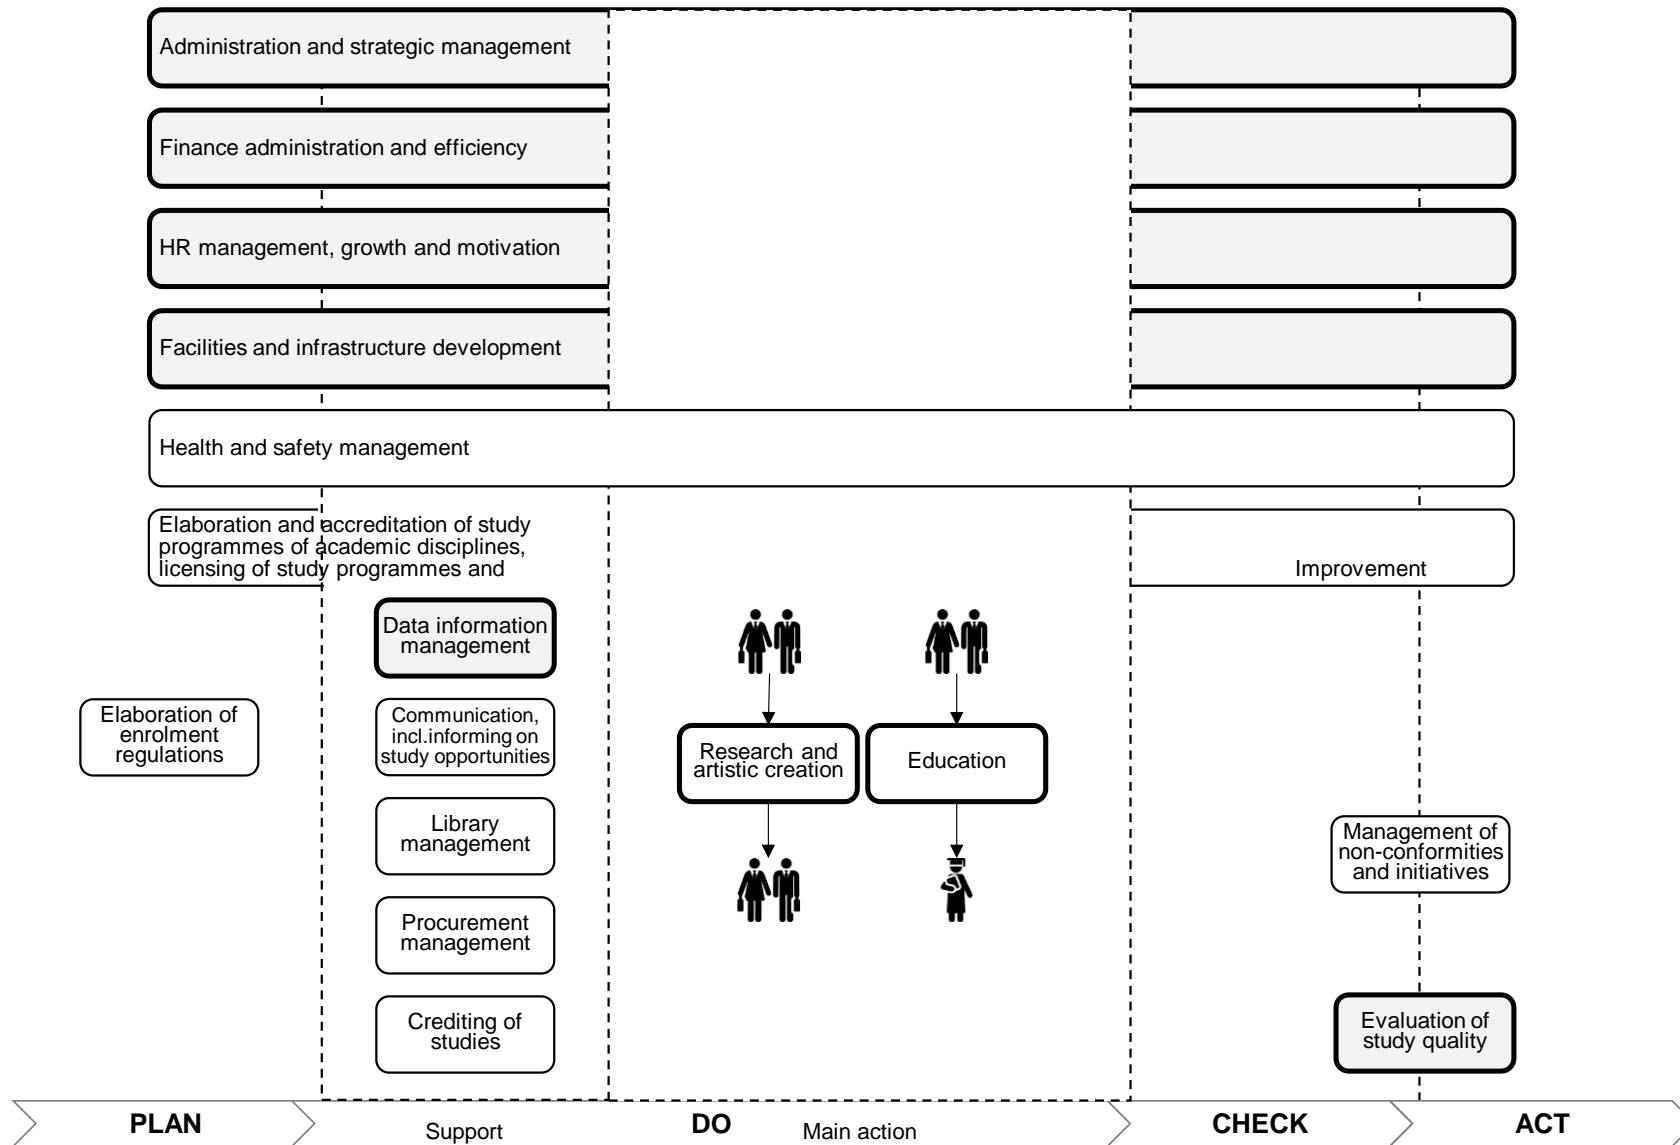 Administration and strategic management
Finance administration and efficiency
HR management, growth and motivation
Facilities and infrastructure development
Health and safety management
Elaboration and accreditation of study
programmes of academic disciplines,
licensing of study programmes and
Improvement
Data information
management
Elaboration of
enrolment
regulations
Communication,
incl.informing on
study opportunities
Research and
artistic creation
Education
Library
management
Management of
non-conformities
and initiatives
Procurement
management
Crediting of
studies
Evaluation of
study quality
PLAN
Support
DO
Main action
CHECK
ACT